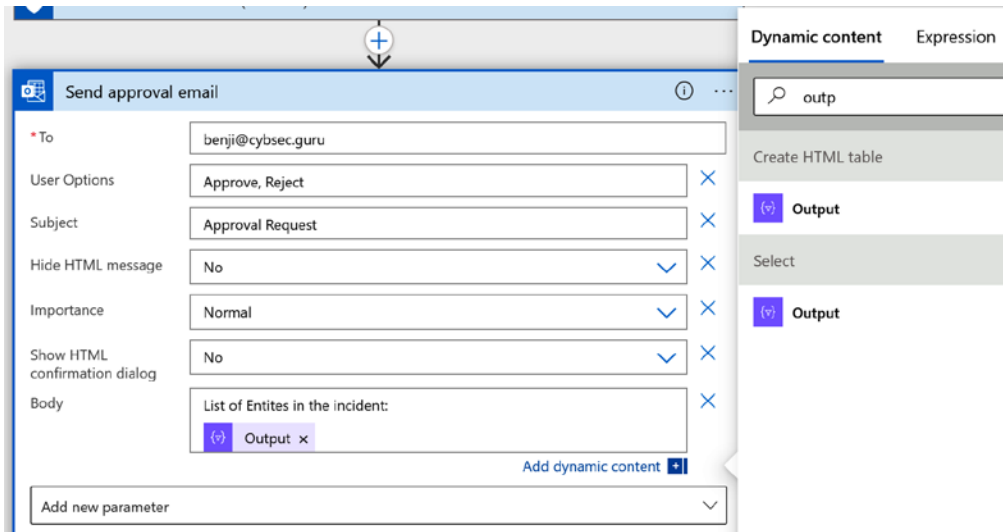 Send approval email
* To
benji@cybsec.guru
User Options
Approve, Reject
Subject
Approval Request
Hide HTML message
No
Importance
Normal
Show HTML
confirmation dialog
No
Body
List of Entites in the incident:
Output ×
Add dynamic content
Add new parameter
Dynamic content Expression
outp
Create HTML table
Output
Select
Output